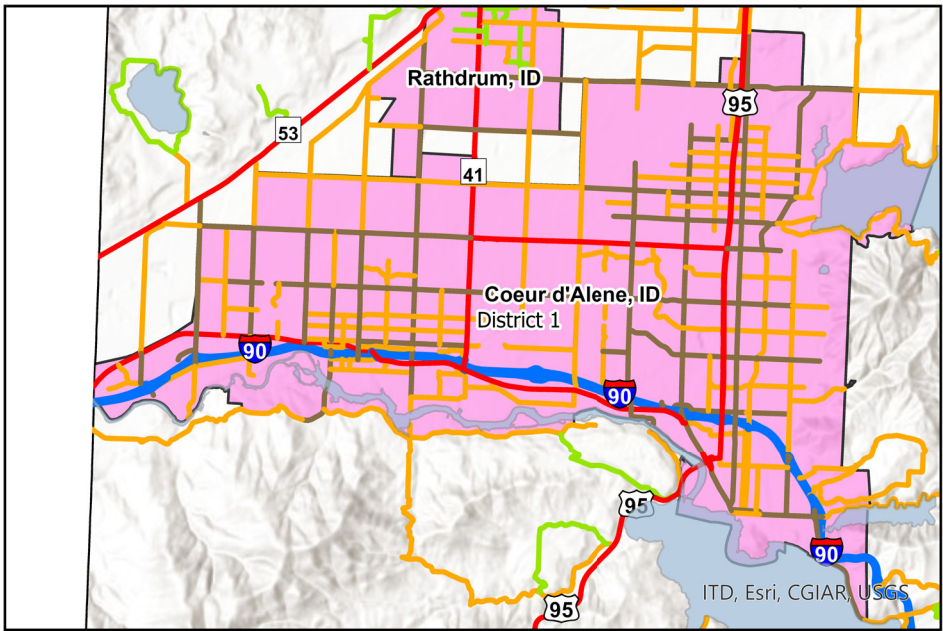 Rathdrum, ID
95
53
41
Coeur d'Alene, ID
District 1
90
90
95
90
ITD, Esri, CGIAR, USGS
95